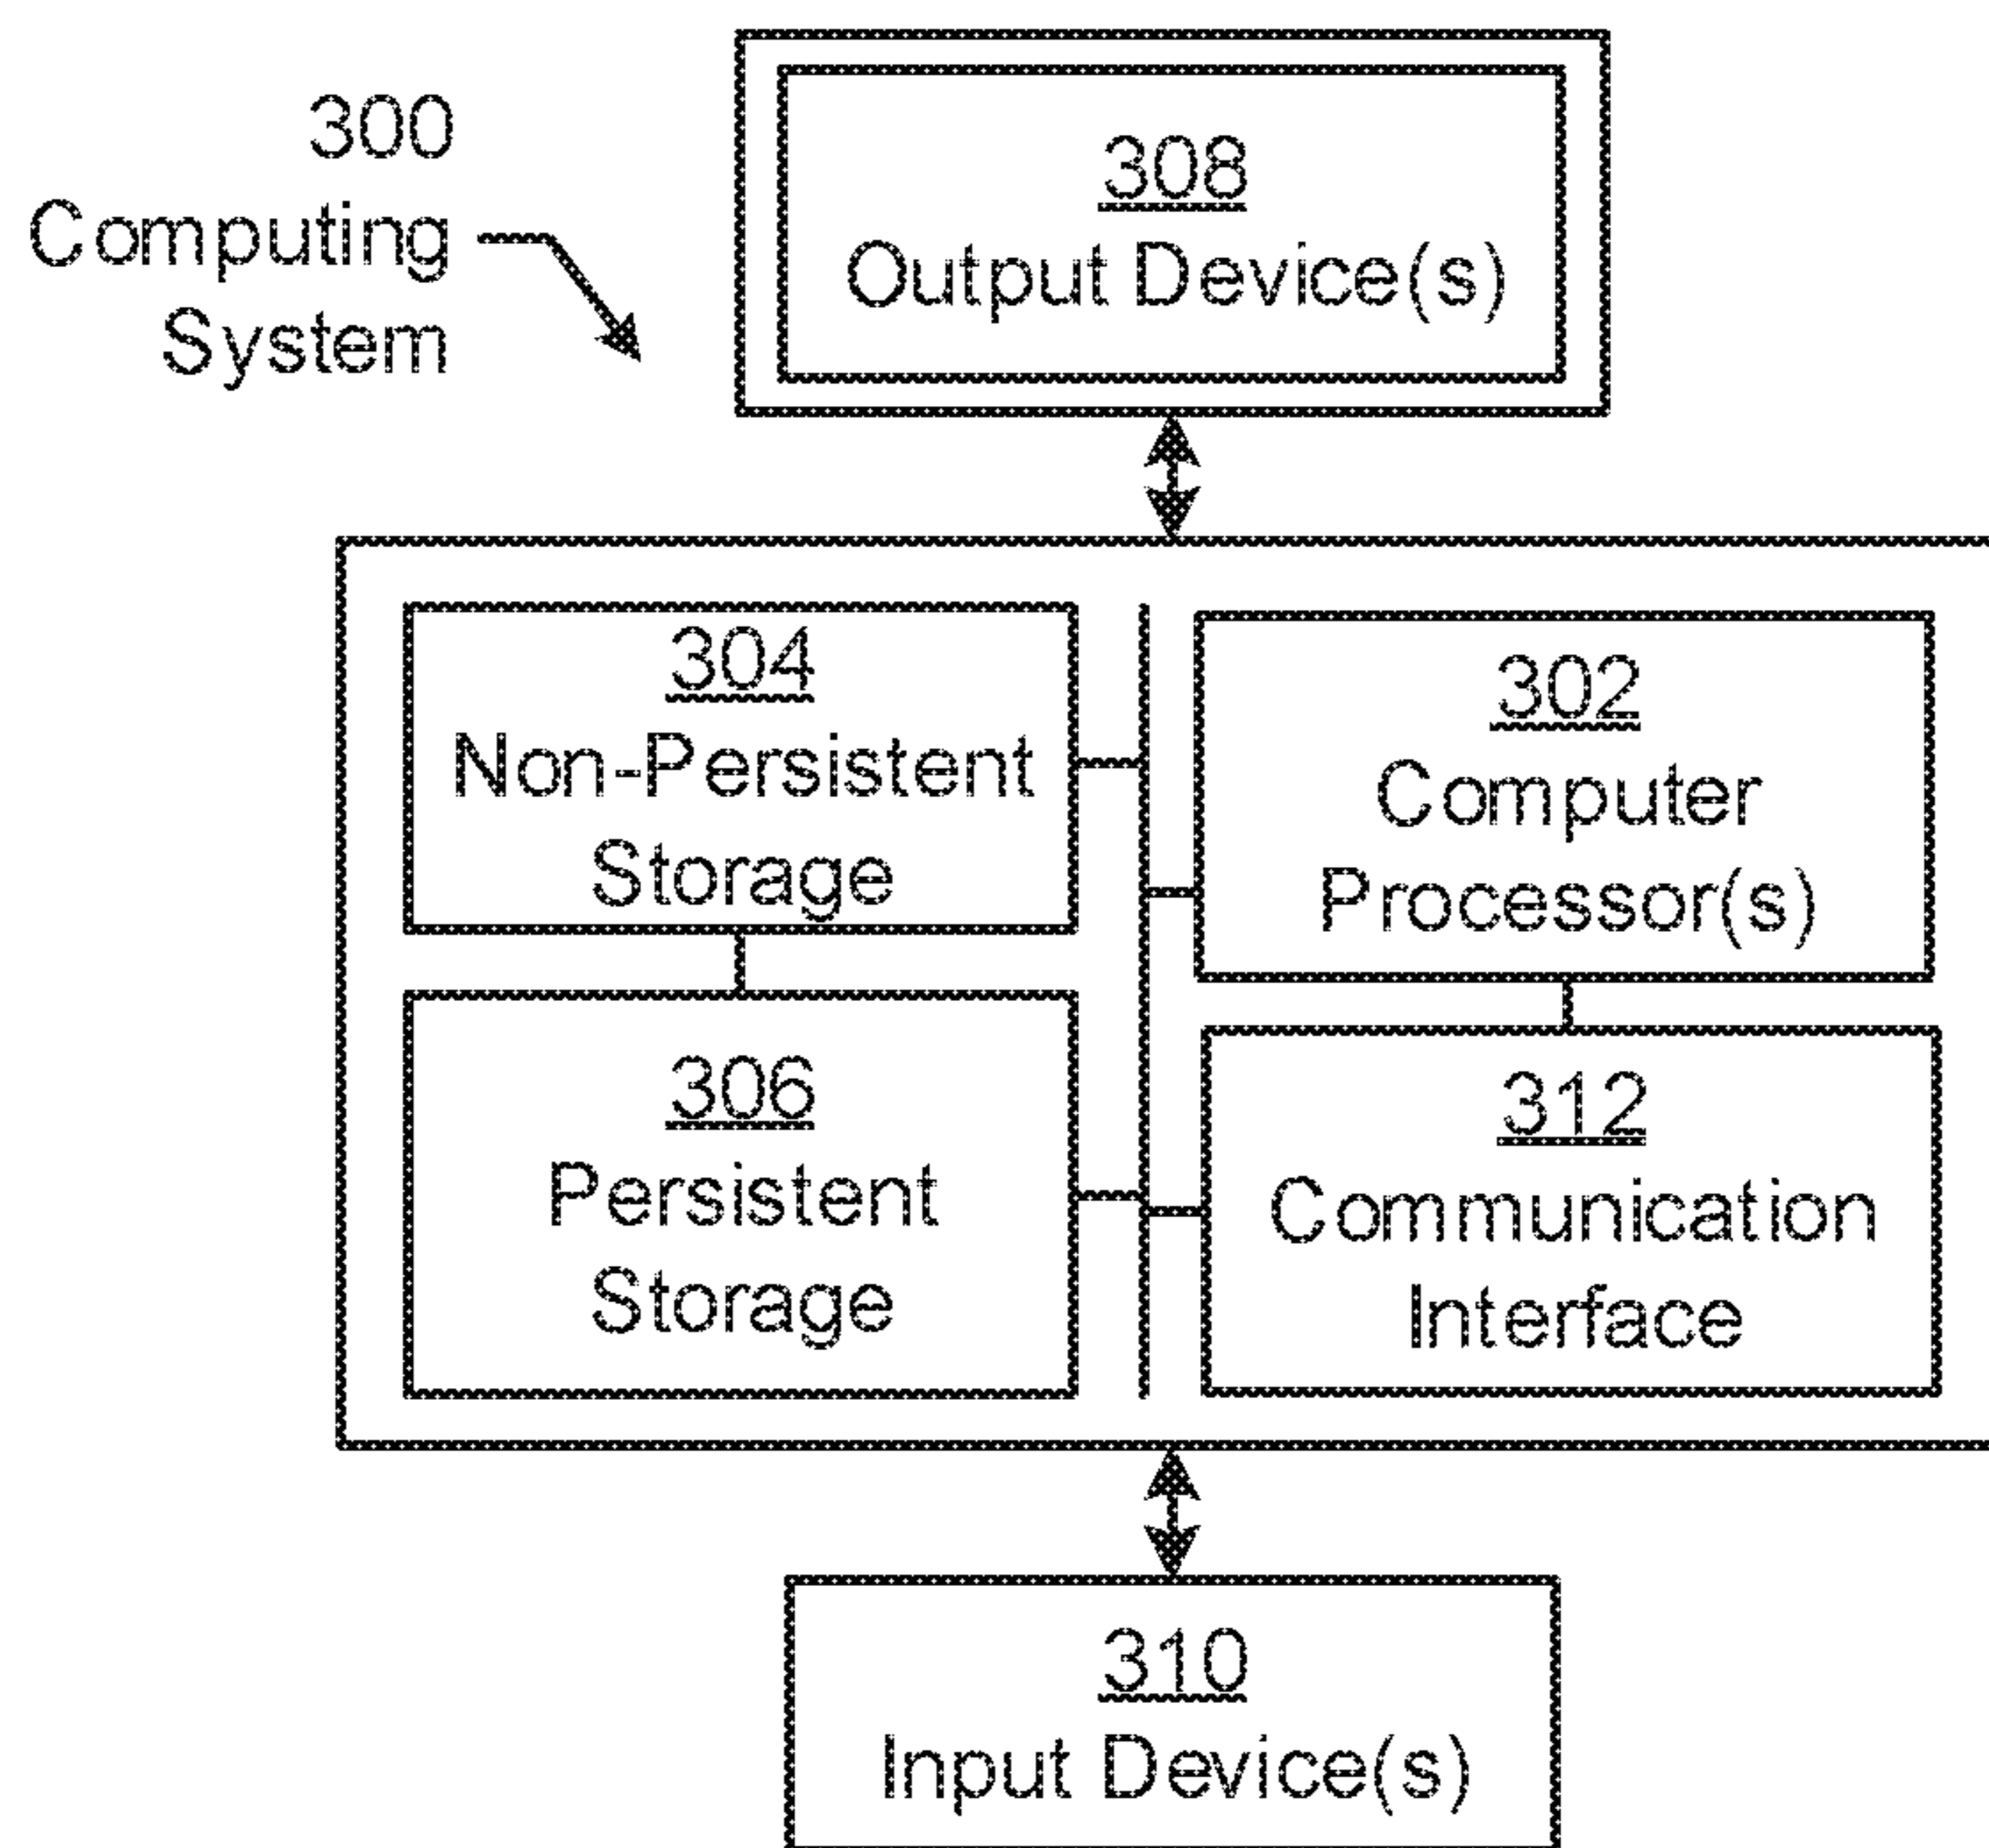 300
Computing
System
308
Output Device(s)
304
Non-Persistent
Storage
302
Computer
Processor(s)
306
Persistent
Storage
312
Communication
Interface
310
Input Device(s)